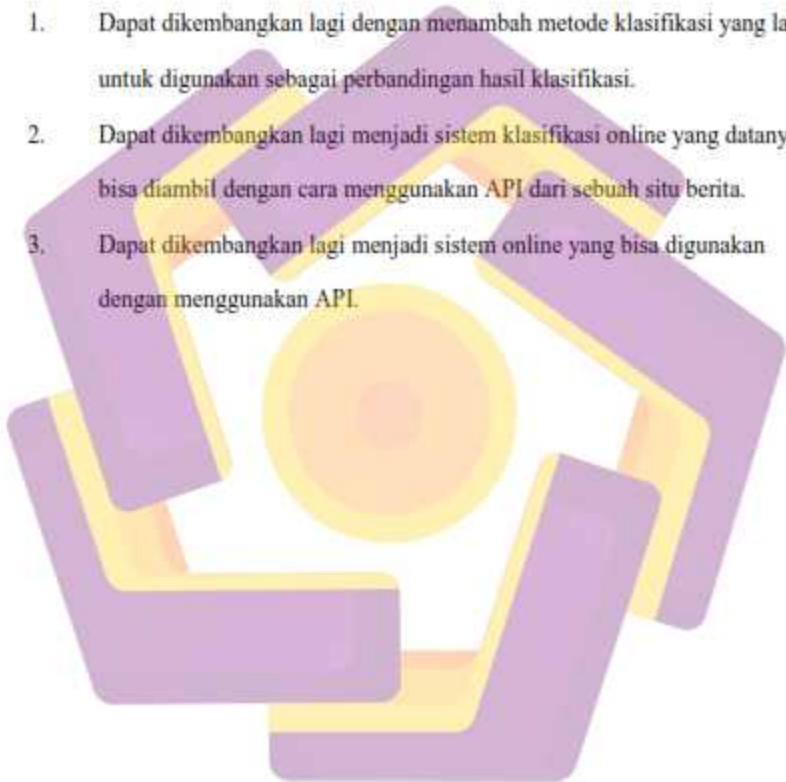 1. Dapat dikembangkan lagi dengan menambah metode klasifikasi yang la
untuk digunakan sebagai perbandingan hasil klasifikasi.
2. Dapat dikembangkan lagi menjadi sistem klasifikasi online yang datany
bisa diambil dengan cara menggunakan API dari sebuah situ berita.
3. Dapat dikembangkan lagi menjadi sistem online yang bisa digunakan
dengan menggunakan API.